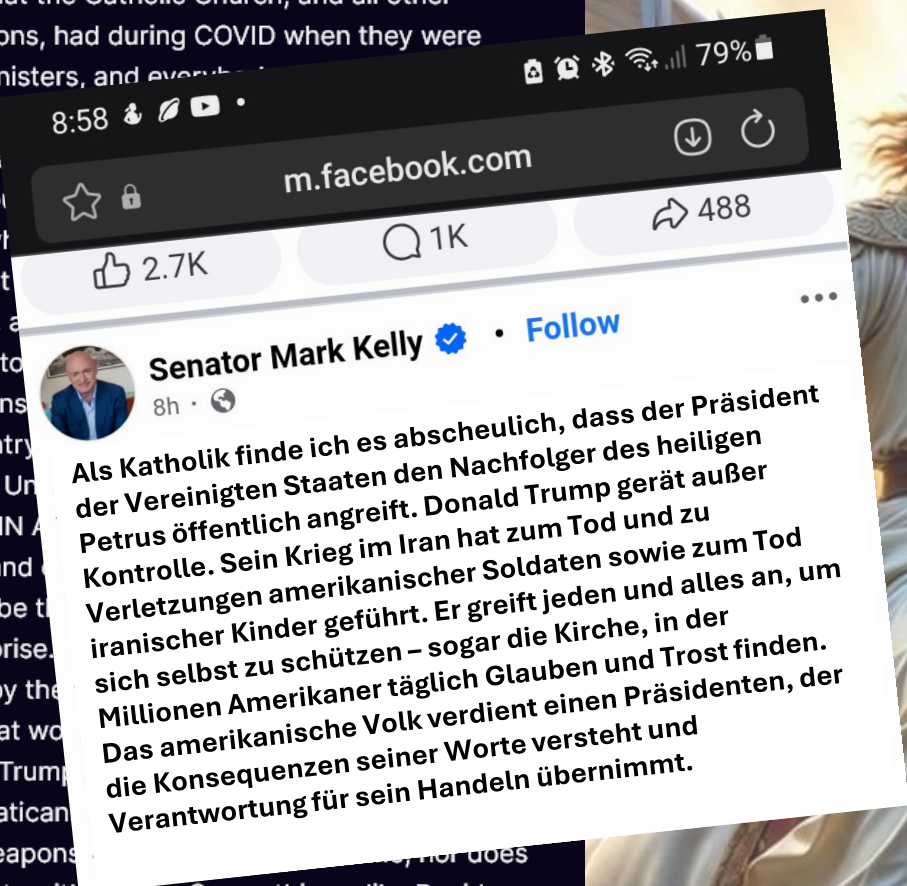 ons, had during COVID when they were
nisters, and
8:58 79%
m.facebook.com
2.7K 1K 488
Senator Mark Kelly • Follow
8h ·
Als Katholik finde ich es abscheulich, dass der Präsident
der Vereinigten Staaten den Nachfolger des heiligen
Petrus öffentlich angreift. Donald Trump gerät außer
Kontrolle. Sein Krieg im Iran hat zum Tod und zu
Verletzungen amerikanischer Soldaten sowie zum Tod
iranischer Kinder geführt. Er greift jeden und alles an, um
sich selbst zu schützen – sogar die Kirche, in der
Millionen Amerikaner täglich Glauben und Trost finden.
Das amerikanische Volk verdient einen Präsidenten, der
die Konsequenzen seiner Worte versteht und
Verantwortung für sein Handeln übernimmt.
nor does